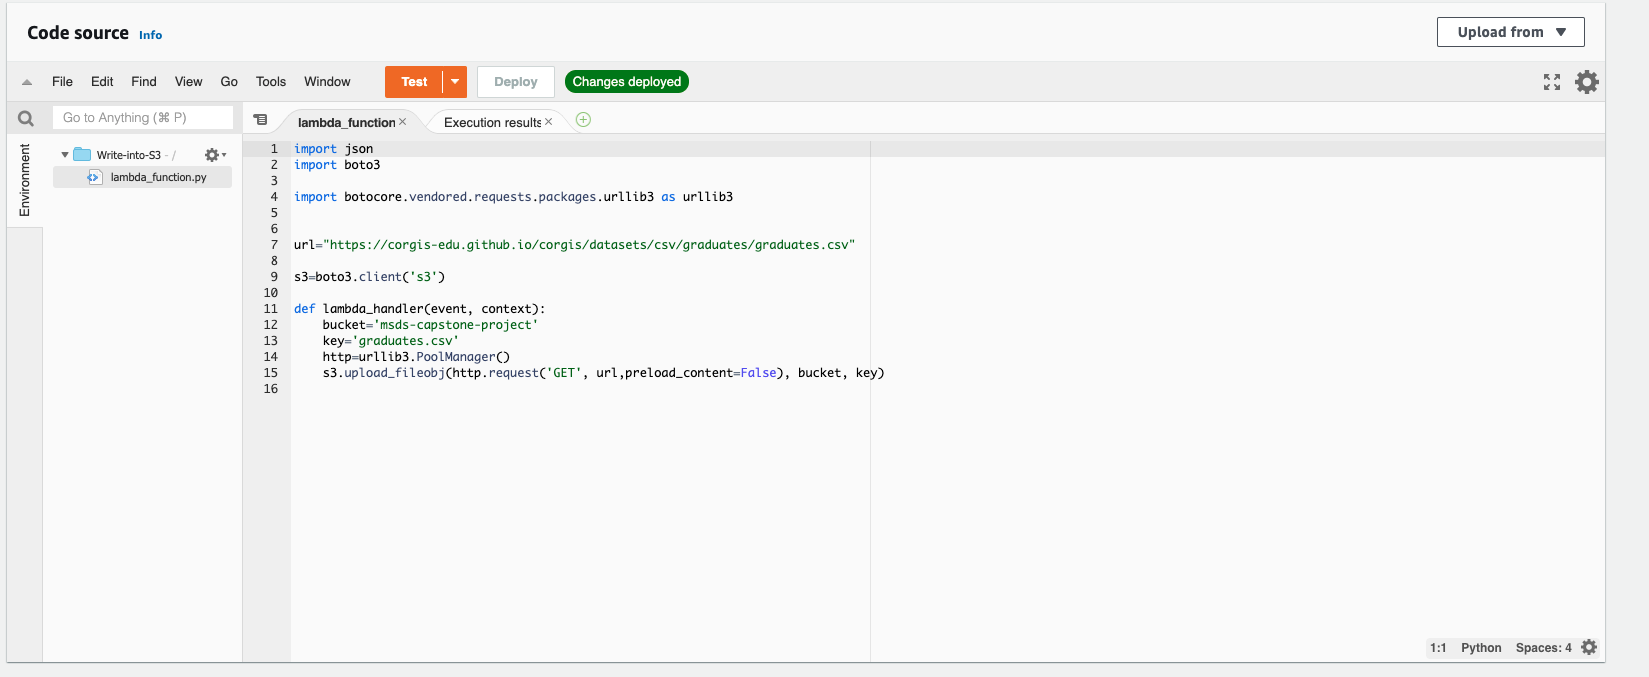 Code source Info
Upload from
File Edit Find View Go Tools Window Test Deploy Changes deployed
Go to Anything (⌘ P)
lambda_function
Execution results
Environment
Write-into-S3 - /
lambda_function.py
1 import json
2 import boto3
3
4 import botocore.vendored.requests.packages.urllib3 as urllib3
5
6
7 url="https://corgis-edu.github.io/corgis/datasets/csv/graduates/graduates.csv"
8
9 s3=boto3.client('s3')
10
11 def lambda_handler(event, context):
12     bucket='msds-capstone-project'
13     key='graduates.csv'
14     http=urllib3.PoolManager()
15     s3.upload_fileobj(http.request('GET', url,preload_content=False), bucket, key)
16
1:1 Python Spaces: 4